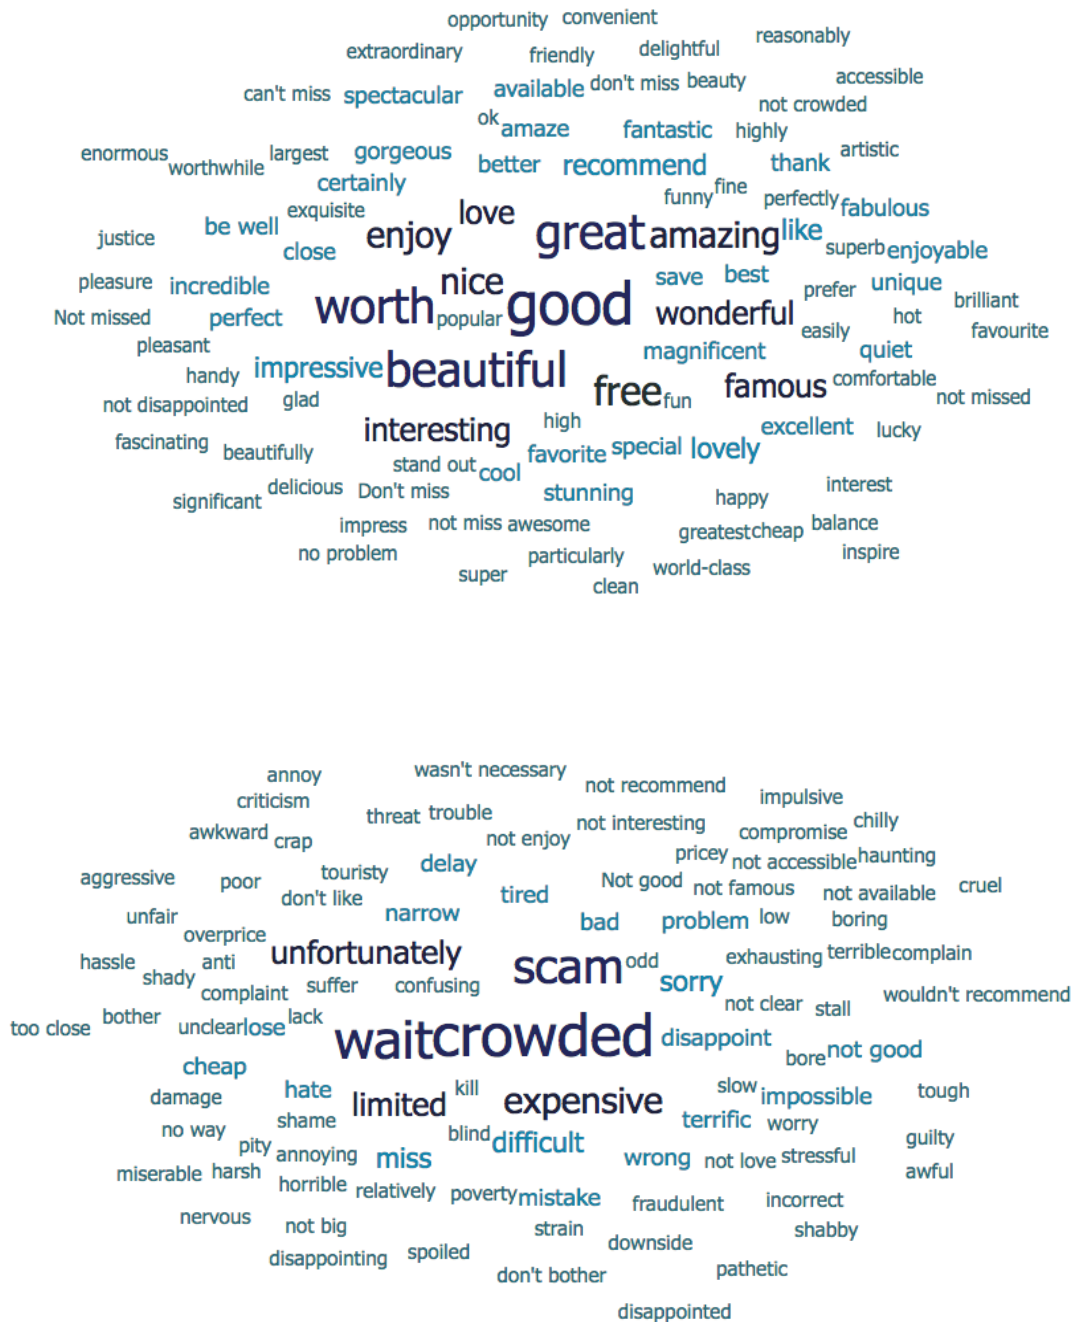 opportunity convenient
reasonably
extraordinary friendly delightful
accessible
can't miss spectacular available don't miss beauty
not crowded
ok amaze fantastic highly
enormous worthwhile largest gorgeous better recommend thank artistic
certainly
funny fine perfectly fabulous
exquisite love
justice be well enjoy great amazing like superb enjoyable
close
pleasure incredible nice save best prefer unique brilliant
Not missed perfect worth popular good wonderful easily hot favourite
pleasant magnificent quiet
handy impressive beautiful free fun famous comfortable not missed
not disappointed glad
fascinating beautifully interesting high excellent lucky
stand out cool favorite special lovely
significant delicious Don't miss stunning happy interest
impress not miss awesome greatest cheap balance
no problem particularly inspire
super world-class
clean
annoy wasn't necessary not recommend
criticism impulsive
awkward crap threat trouble not enjoy not interesting compromise chilly
pricey not accessible haunting
aggressive poor touristy delay Not good not famous not available cruel
don't like tired
unfair narrow bad problem low boring
overprice
hassle anti unfortunately scam odd exhausting terrible complain
shady complaint suffer confusing sorry wouldn't recommend
not clear stall
too close bother unclear lose lack wait crowded disappoint
bore not good
cheap
damage hate limited kill expensive slow impossible tough
shame terrific worry
no way pity annoying blind difficult guilty
miserable harsh miss wrong not love stressful awful
horrible relatively poverty mistake fraudulent incorrect
nervous not big strain shabby
disappointing spoiled downside
don't bother pathetic
disappointed